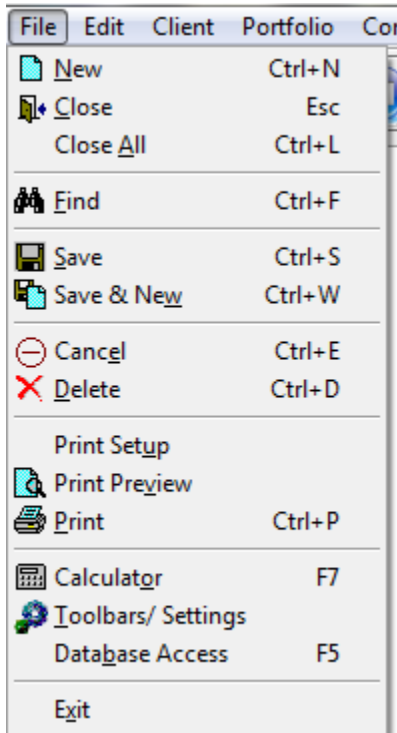 File Edit Client Portfolio
New Ctrl+N
Close Esc
Close All Ctrl+L
Find Ctrl+F
Save Ctrl+S
Save & New Ctrl+W
Cancel Ctrl+E
Delete Ctrl+D
Print Setup
Print Preview
Print Ctrl+P
Calculator F7
Toolbars/ Settings
Database Access F5
Exit